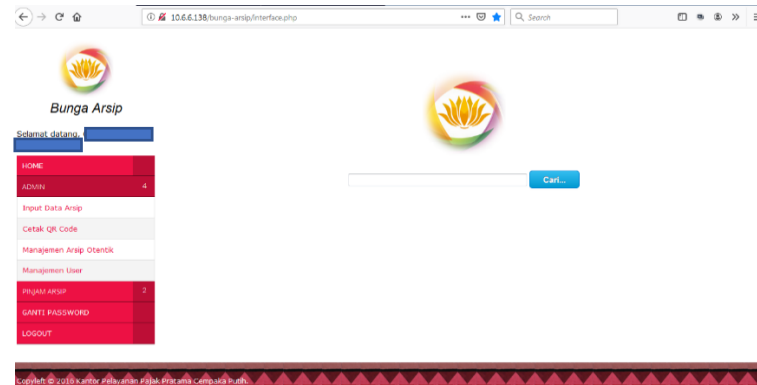 10.6.6.138/bunga-arsip/interface.php
Search
Bunga Arsip
Selamat datang,
HOME
ADMIN 4
Input Data Arsip
Cetak QR Code
Manajemen Arsip Otentik
Manajemen User
PINJAM ARSIP 2
GANTI PASSWORD
LOGOUT
Cari...
Copyleft © 2016 Kantor Pelayanan Pajak Pratama Cempaka Putih.